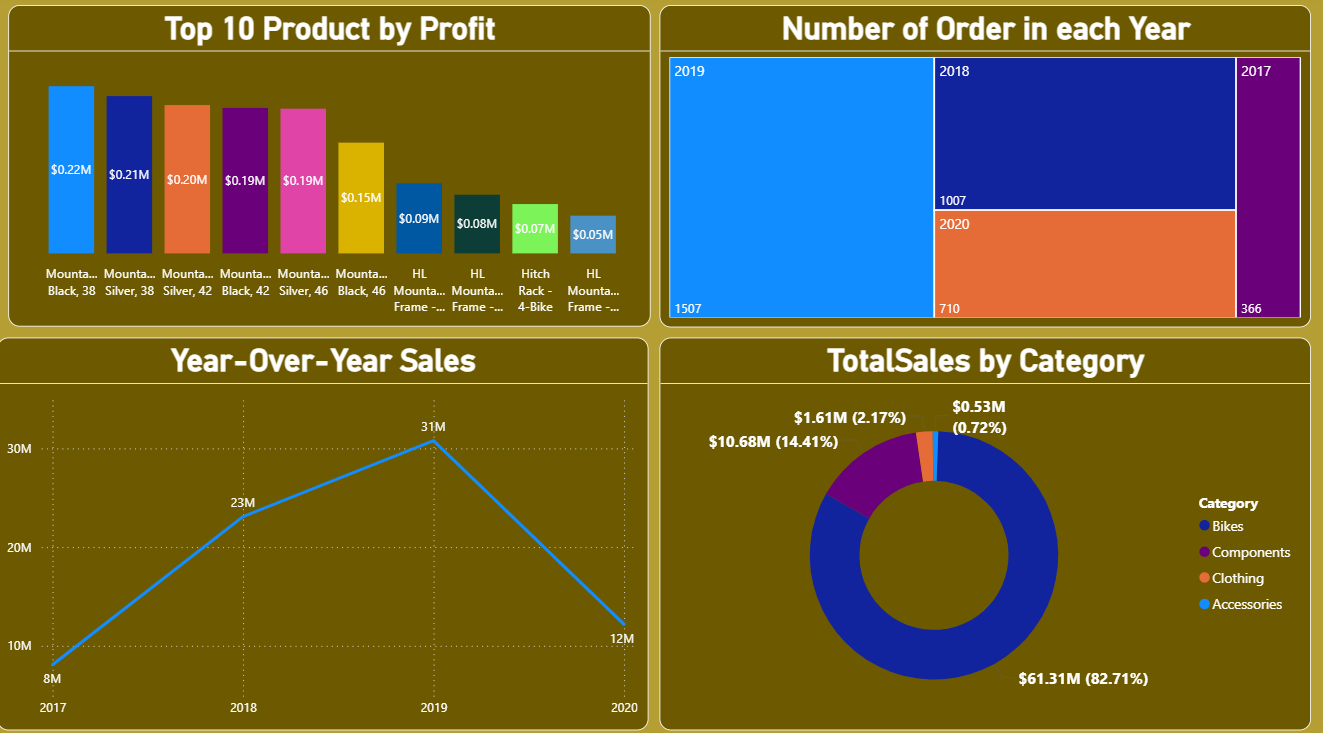 Top 10 Product by Profit
$0.22M
$0.21M
$0.20M
$0.19M
$0.19M
$0.15M
$0.09M
$0.08M
$0.07M
$0.05M
Mounta...
Black, 38
Mounta...
Silver, 38
Mounta...
Silver, 42
Mounta...
Black, 42
Mounta...
Silver, 46
Mounta...
Black, 46
HL
Mounta...
Frame -...
HL
Mounta...
Frame -...
Hitch
Rack -
4-Bike
HL
Mounta...
Frame -...
Number of Order in each Year
2019
1507
2018
1007
2020
710
2017
366
Year-Over-Year Sales
30M
20M
10M
8M
23M
31M
12M
2017
2018
2019
2020
TotalSales by Category
$0.53M
(0.72%)
$1.61M (2.17%)
$10.68M (14.41%)
$61.31M (82.71%)
Category
Bikes
Components
Clothing
Accessories